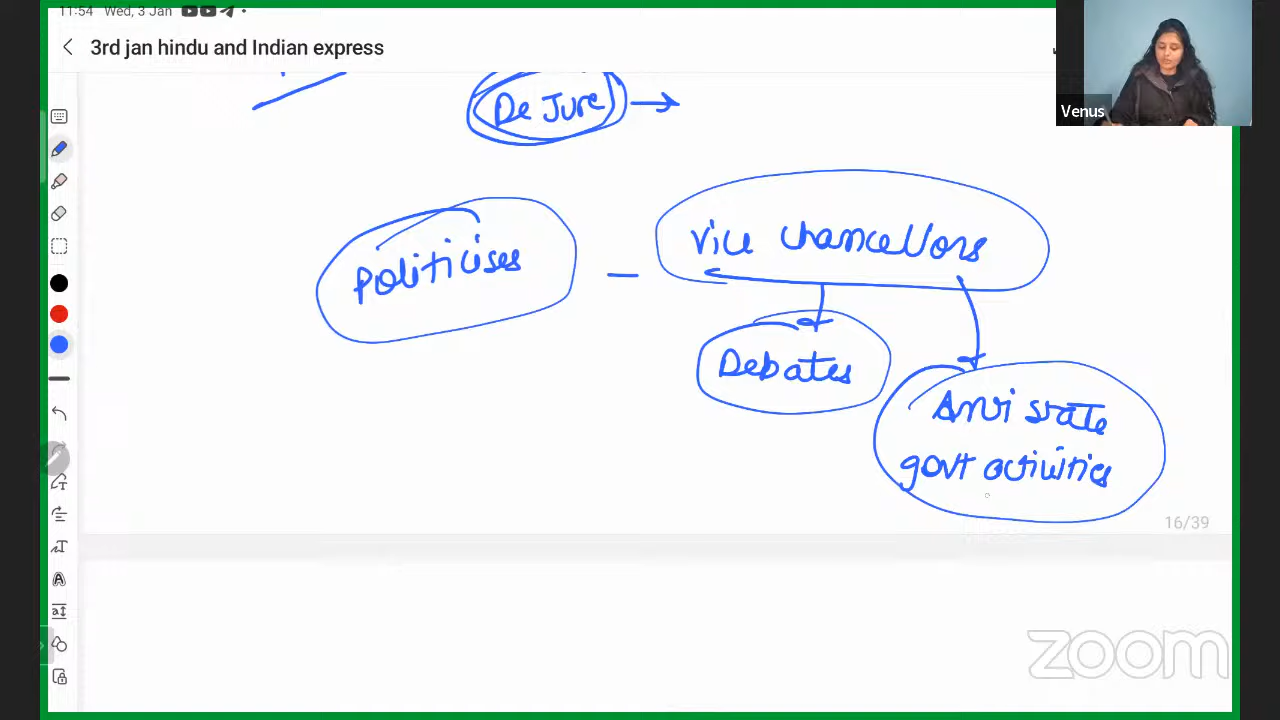 11:54 Wed, 3 Jan
3rd jan hindu and Indian express
Venus
De Jure
Politicises - Vice Chancellors
Debates
Anti state
govt activities
16/39
zoom